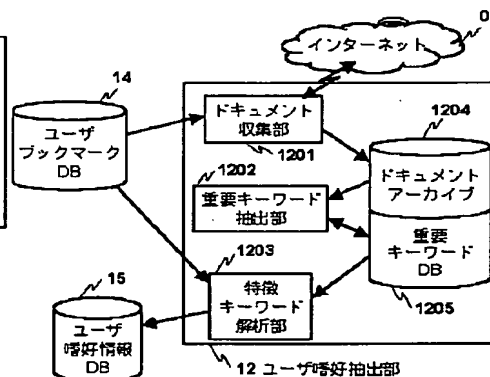 インターネット
0
14
ユーザ
ブックマーク
DB
ドキュメント
収集部
1201
1204
ドキュメント
アーカイブ
1202
重要キーワード
抽出部
重要
キーワード
DB
1205
1203
特徴
キーワード
解析部
15
ユーザ
嗜好情報
DB
12 ユーザ嗜好抽出部